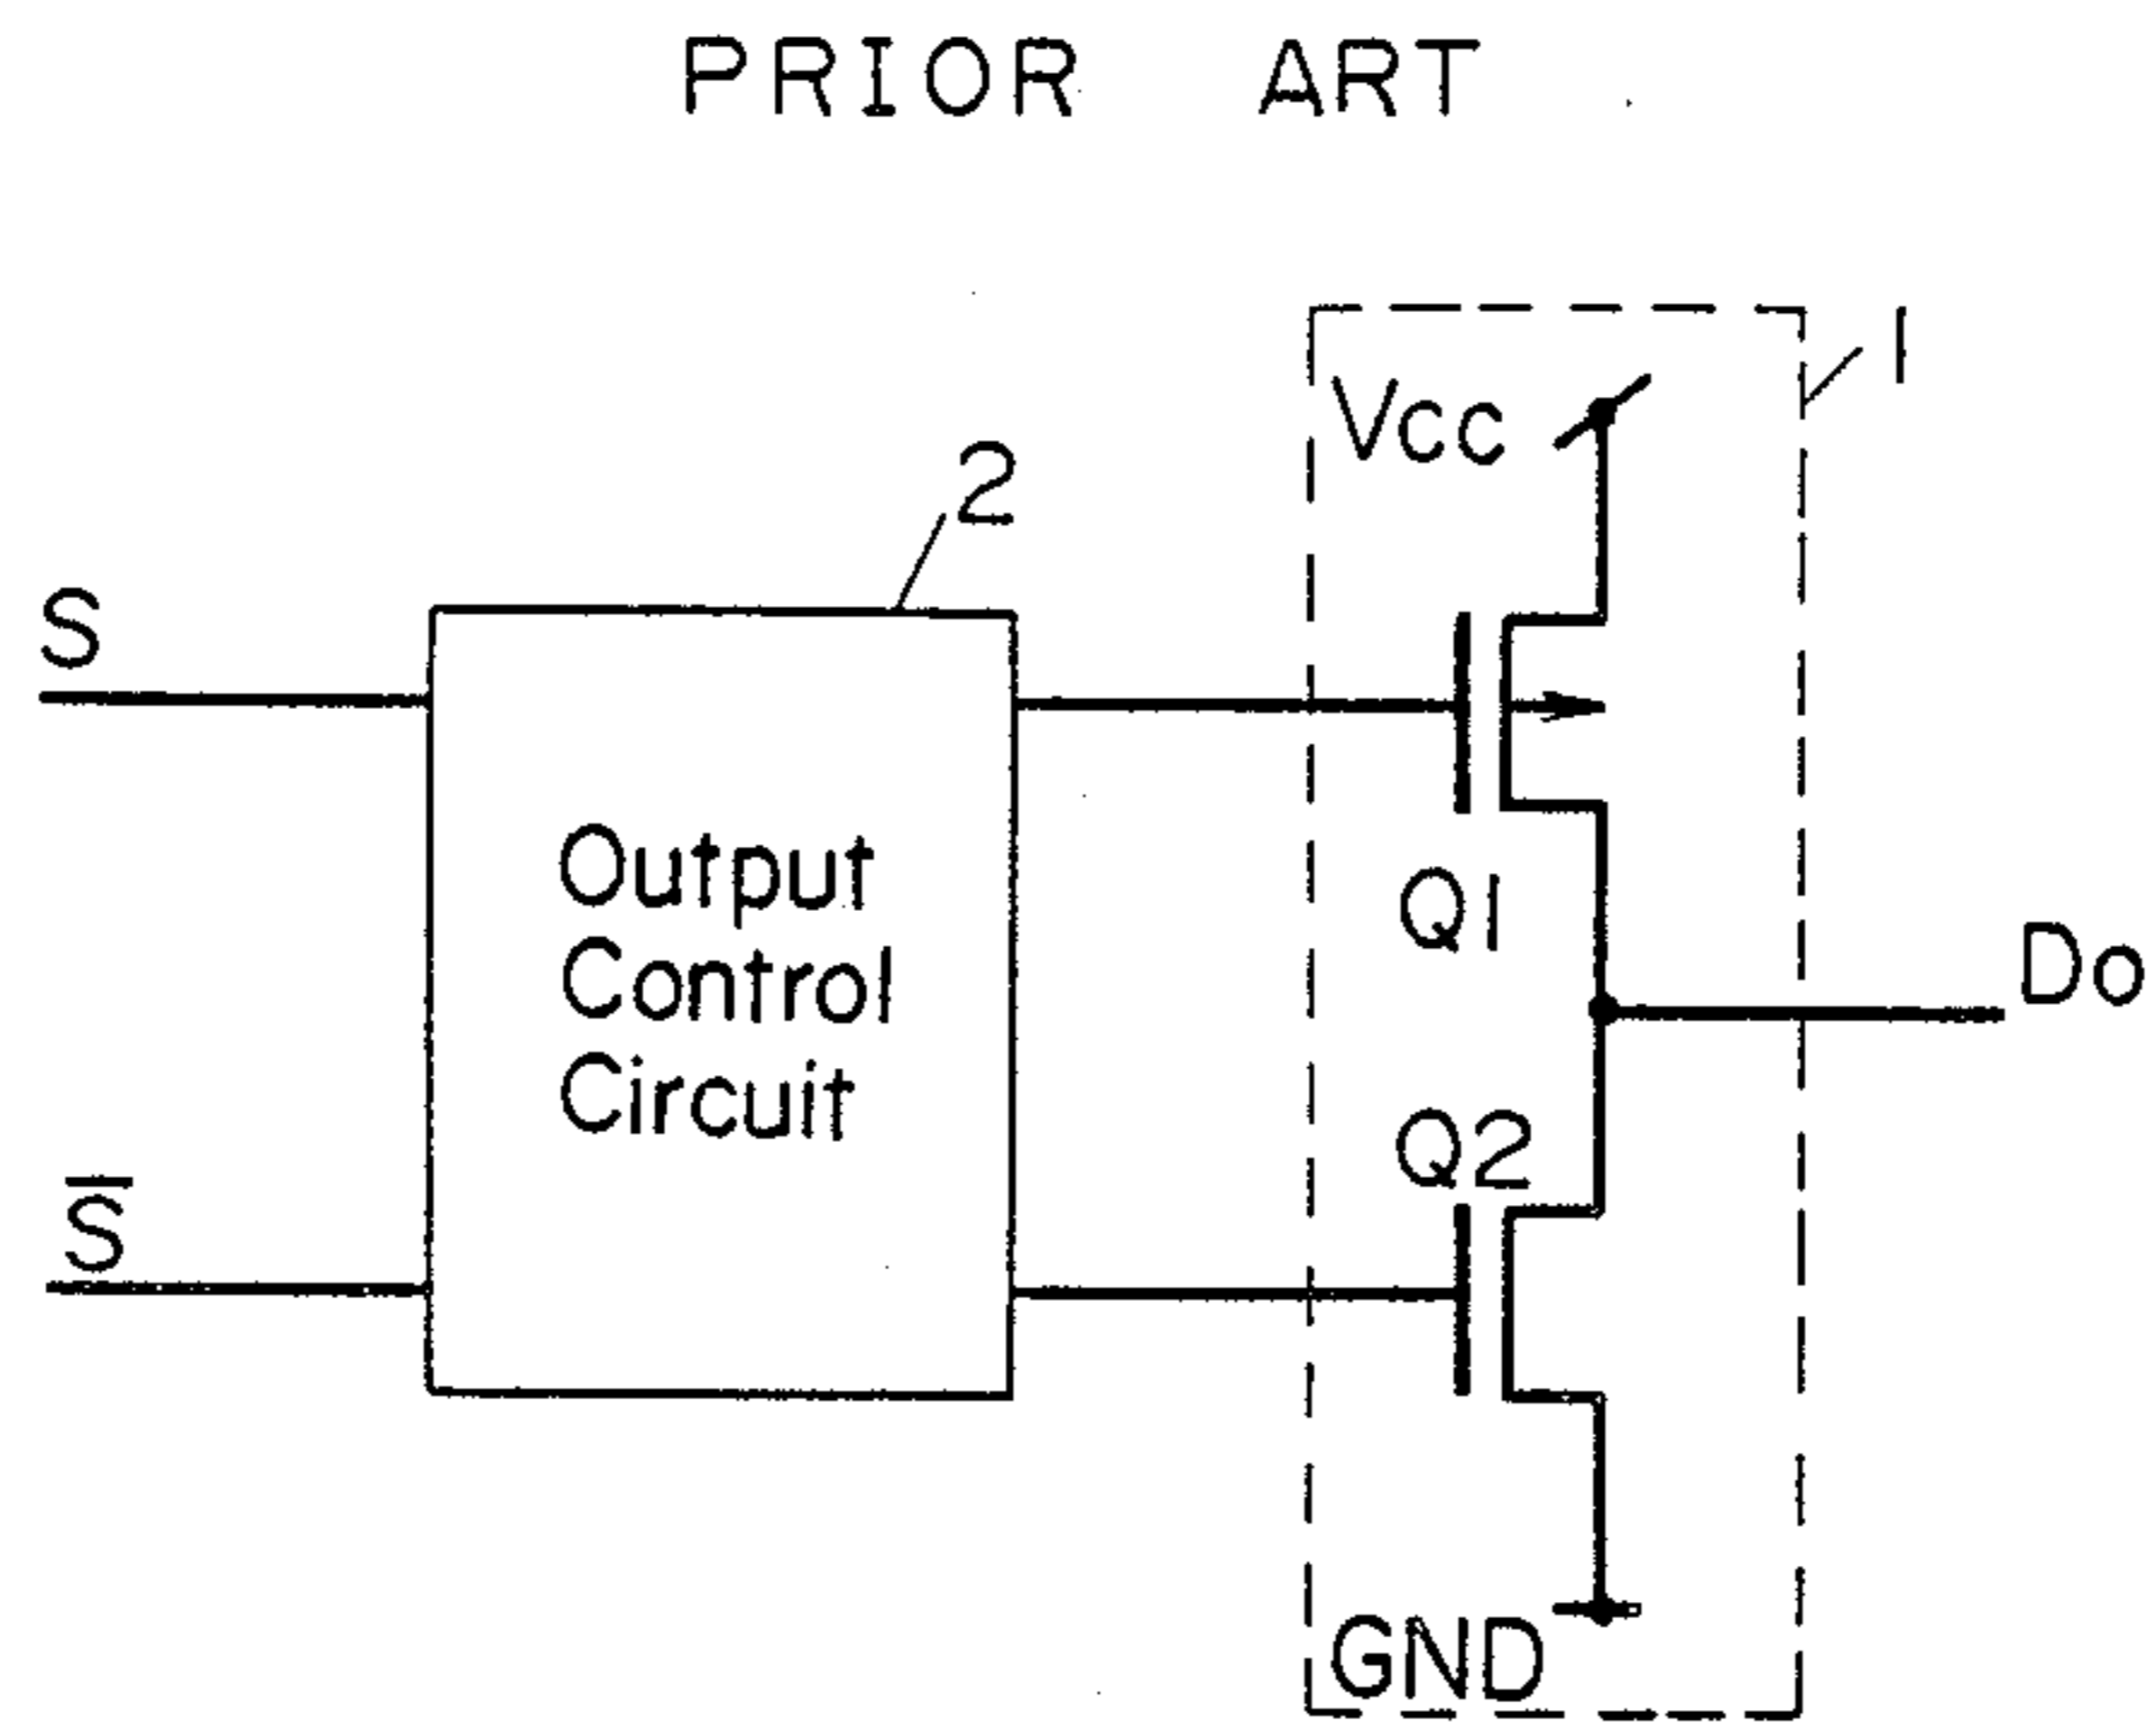 PRIOR ART
1
Vcc
2
S
Output
Control
Circuit
Q1
Do
Q2
S̅
GND